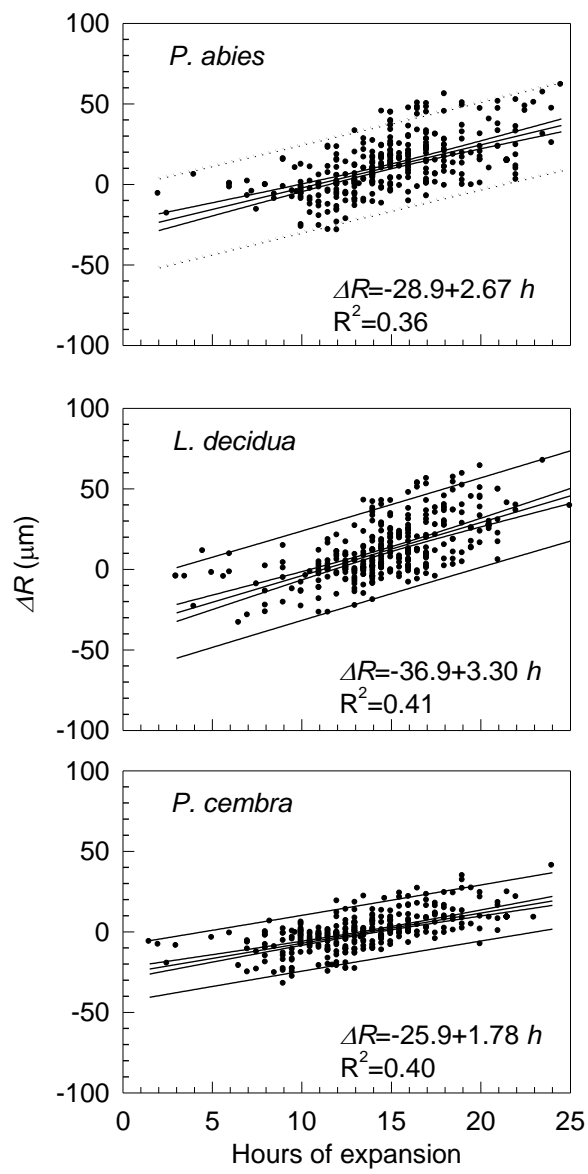 100
P. abies
50
0
-50
ΔR=-28.9+2.67 h
R²=0.36
-100
100
L. decidua
50
0
ΔR (μm)
-50
ΔR=-36.9+3.30 h
R²=0.41
-100
100
P. cembra
50
0
-50
ΔR=-25.9+1.78 h
R²=0.40
-100
0 5 10 15 20 25
Hours of expansion